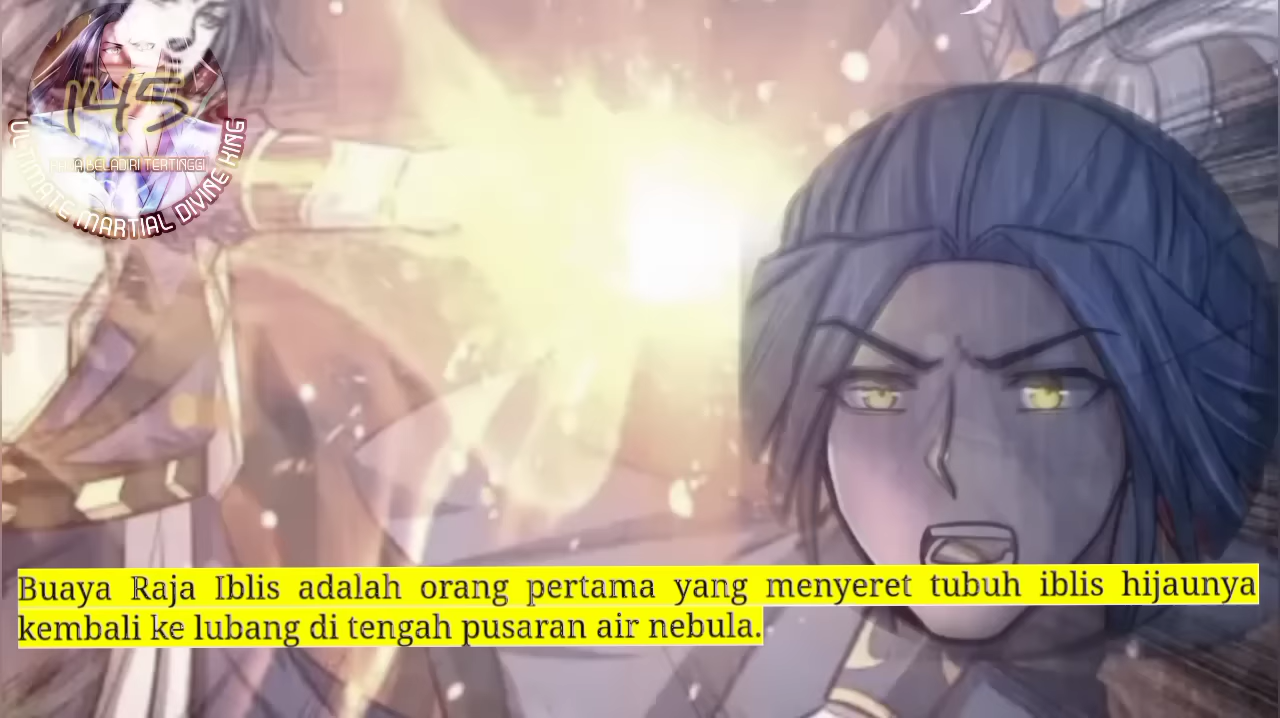 145
RAJA BELADIRI TERTINGGI
ULTIMATE MARTIAL DIVINE KING
Buaya Raja Iblis adalah orang pertama yang menyeret tubuh iblis hijaunya
kembali ke lubang di tengah pusaran air nebula.